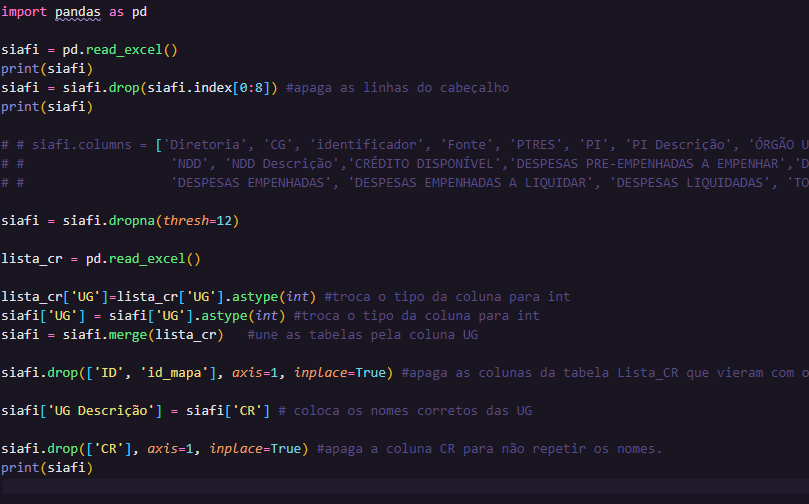 import pandas as pd
siafi = pd.read_excel()
print(siafi)
siafi = siafi.drop(siafi.index[0:8]) #apaga as linhas do cabeçalho
print(siafi)
# # siafi.columns = ['Diretoria', 'CG', 'identificador', 'Fonte', 'PTRES', 'PI', 'PI Descrição', 'ÓRGÃO U
# #                   'NDD', 'NDD Descrição','CRÉDITO DISPONÍVEL','DESPESAS PRE-EMPENHADAS A EMPENHAR','D
# #                   'DESPESAS EMPENHADAS', 'DESPESAS EMPENHADAS A LIQUIDAR', 'DESPESAS LIQUIDADAS', 'TO
siafi = siafi.dropna(thresh=12)
lista_cr = pd.read_excel()
lista_cr['UG']=lista_cr['UG'].astype(int) #troca o tipo da coluna para int
siafi['UG'] = siafi['UG'].astype(int) #troca o tipo da coluna para int
siafi = siafi.merge(lista_cr)   #une as tabelas pela coluna UG
siafi.drop(['ID', 'id_mapa'], axis=1, inplace=True) #apaga as colunas da tabela Lista_CR que vieram com o
siafi['UG Descrição'] = siafi['CR'] # coloca os nomes corretos das UG
siafi.drop(['CR'], axis=1, inplace=True) #apaga a coluna CR para não repetir os nomes.
print(siafi)